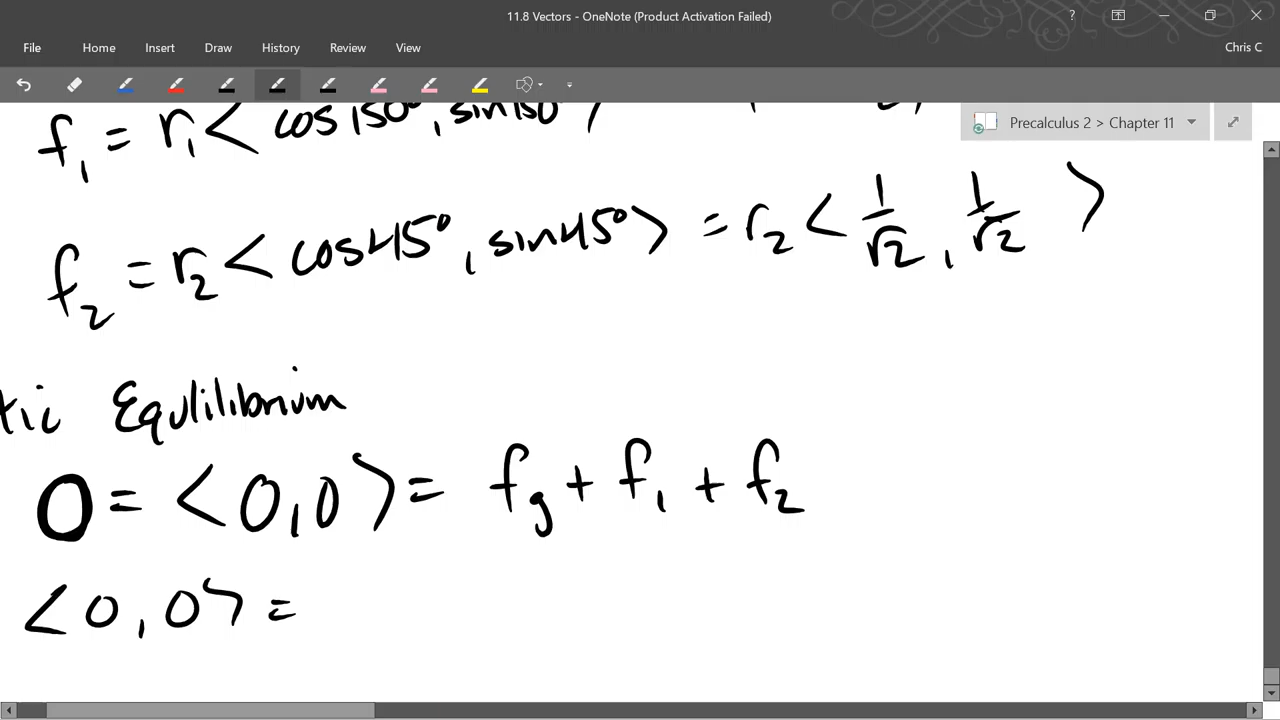 11.8 Vectors - OneNote (Product Activation Failed)
?
File Home Insert Draw History Review View
Chris C
Precalculus 2 > Chapter 11
f₁ = r₁ < cos 150°, sin 150° >
f₂ = r₂ < cos 45°, sin 45° > = r₂ < 1/√2, 1/√2 >
tic Equlilibrium
0 = < 0, 0 > = f_g + f₁ + f₂
< 0, 0 > =